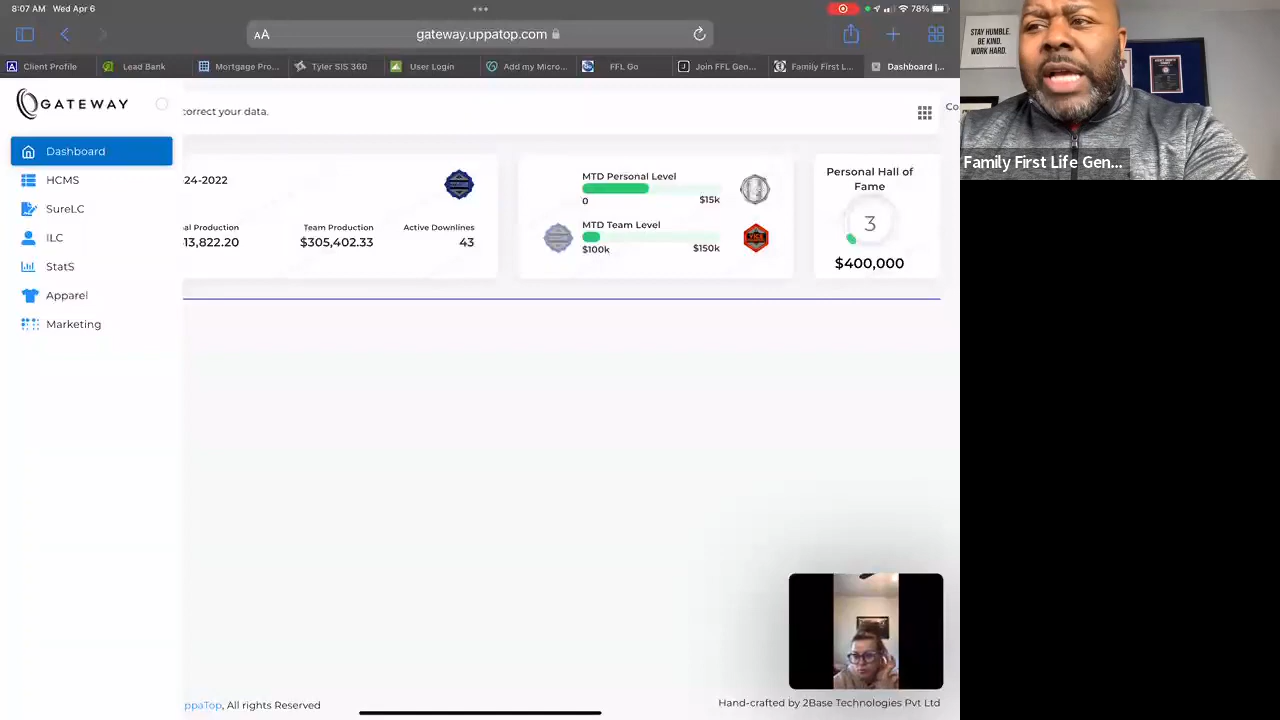 8:07 AM Wed Apr 6
78%
AA
gateway.uppatop.com
Client Profile
Lead Bank
Mortgage Pro...
Tyler SIS 360
User Login
Add my Micro...
FFL Go
Join FFL Gen...
Family First L...
Dashboard |...
GATEWAY
correct your data.
Co
Dashboard
HCMS
SureLC
ILC
StatS
Apparel
Marketing
24-2022
al Production
Team Production
Active Downlines
13,822.20
$305,402.33
43
MTD Personal Level
0
$15k
MTD Team Level
$100k
$150k
Personal Hall of
Fame
3
$400,000
ppaTop, All rights Reserved
Hand-crafted by 2Base Technologies Pvt Ltd
STAY HUMBLE.
BE KIND.
WORK HARD.
Family First Life Gen...